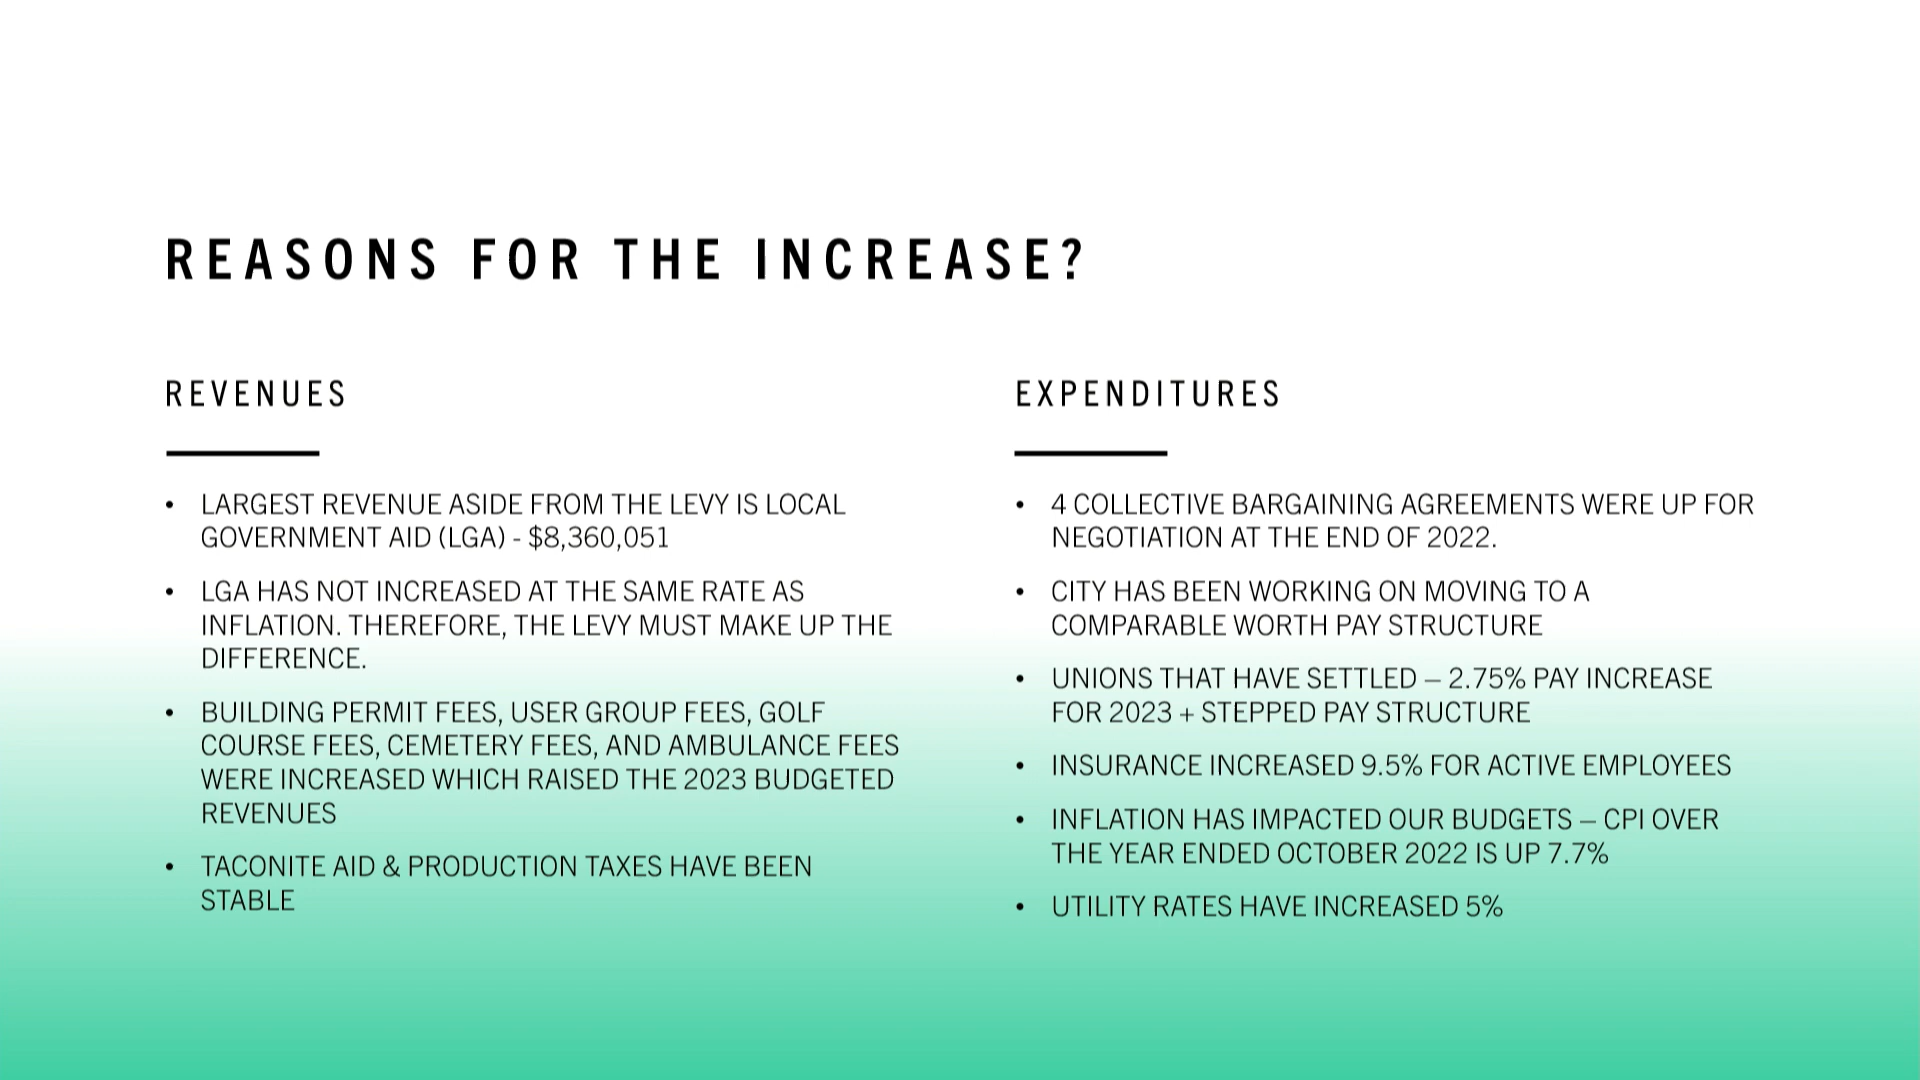 REASONS FOR THE INCREASE?
REVENUES
• LARGEST REVENUE ASIDE FROM THE LEVY IS LOCAL
GOVERNMENT AID (LGA) - $8,360,051
• LGA HAS NOT INCREASED AT THE SAME RATE AS
INFLATION. THEREFORE, THE LEVY MUST MAKE UP THE
DIFFERENCE.
• BUILDING PERMIT FEES, USER GROUP FEES, GOLF
COURSE FEES, CEMETERY FEES, AND AMBULANCE FEES
WERE INCREASED WHICH RAISED THE 2023 BUDGETED
REVENUES
• TACONITE AID & PRODUCTION TAXES HAVE BEEN
STABLE
EXPENDITURES
• 4 COLLECTIVE BARGAINING AGREEMENTS WERE UP FOR
NEGOTIATION AT THE END OF 2022.
• CITY HAS BEEN WORKING ON MOVING TO A
COMPARABLE WORTH PAY STRUCTURE
• UNIONS THAT HAVE SETTLED – 2.75% PAY INCREASE
FOR 2023 + STEPPED PAY STRUCTURE
• INSURANCE INCREASED 9.5% FOR ACTIVE EMPLOYEES
• INFLATION HAS IMPACTED OUR BUDGETS – CPI OVER
THE YEAR ENDED OCTOBER 2022 IS UP 7.7%
• UTILITY RATES HAVE INCREASED 5%